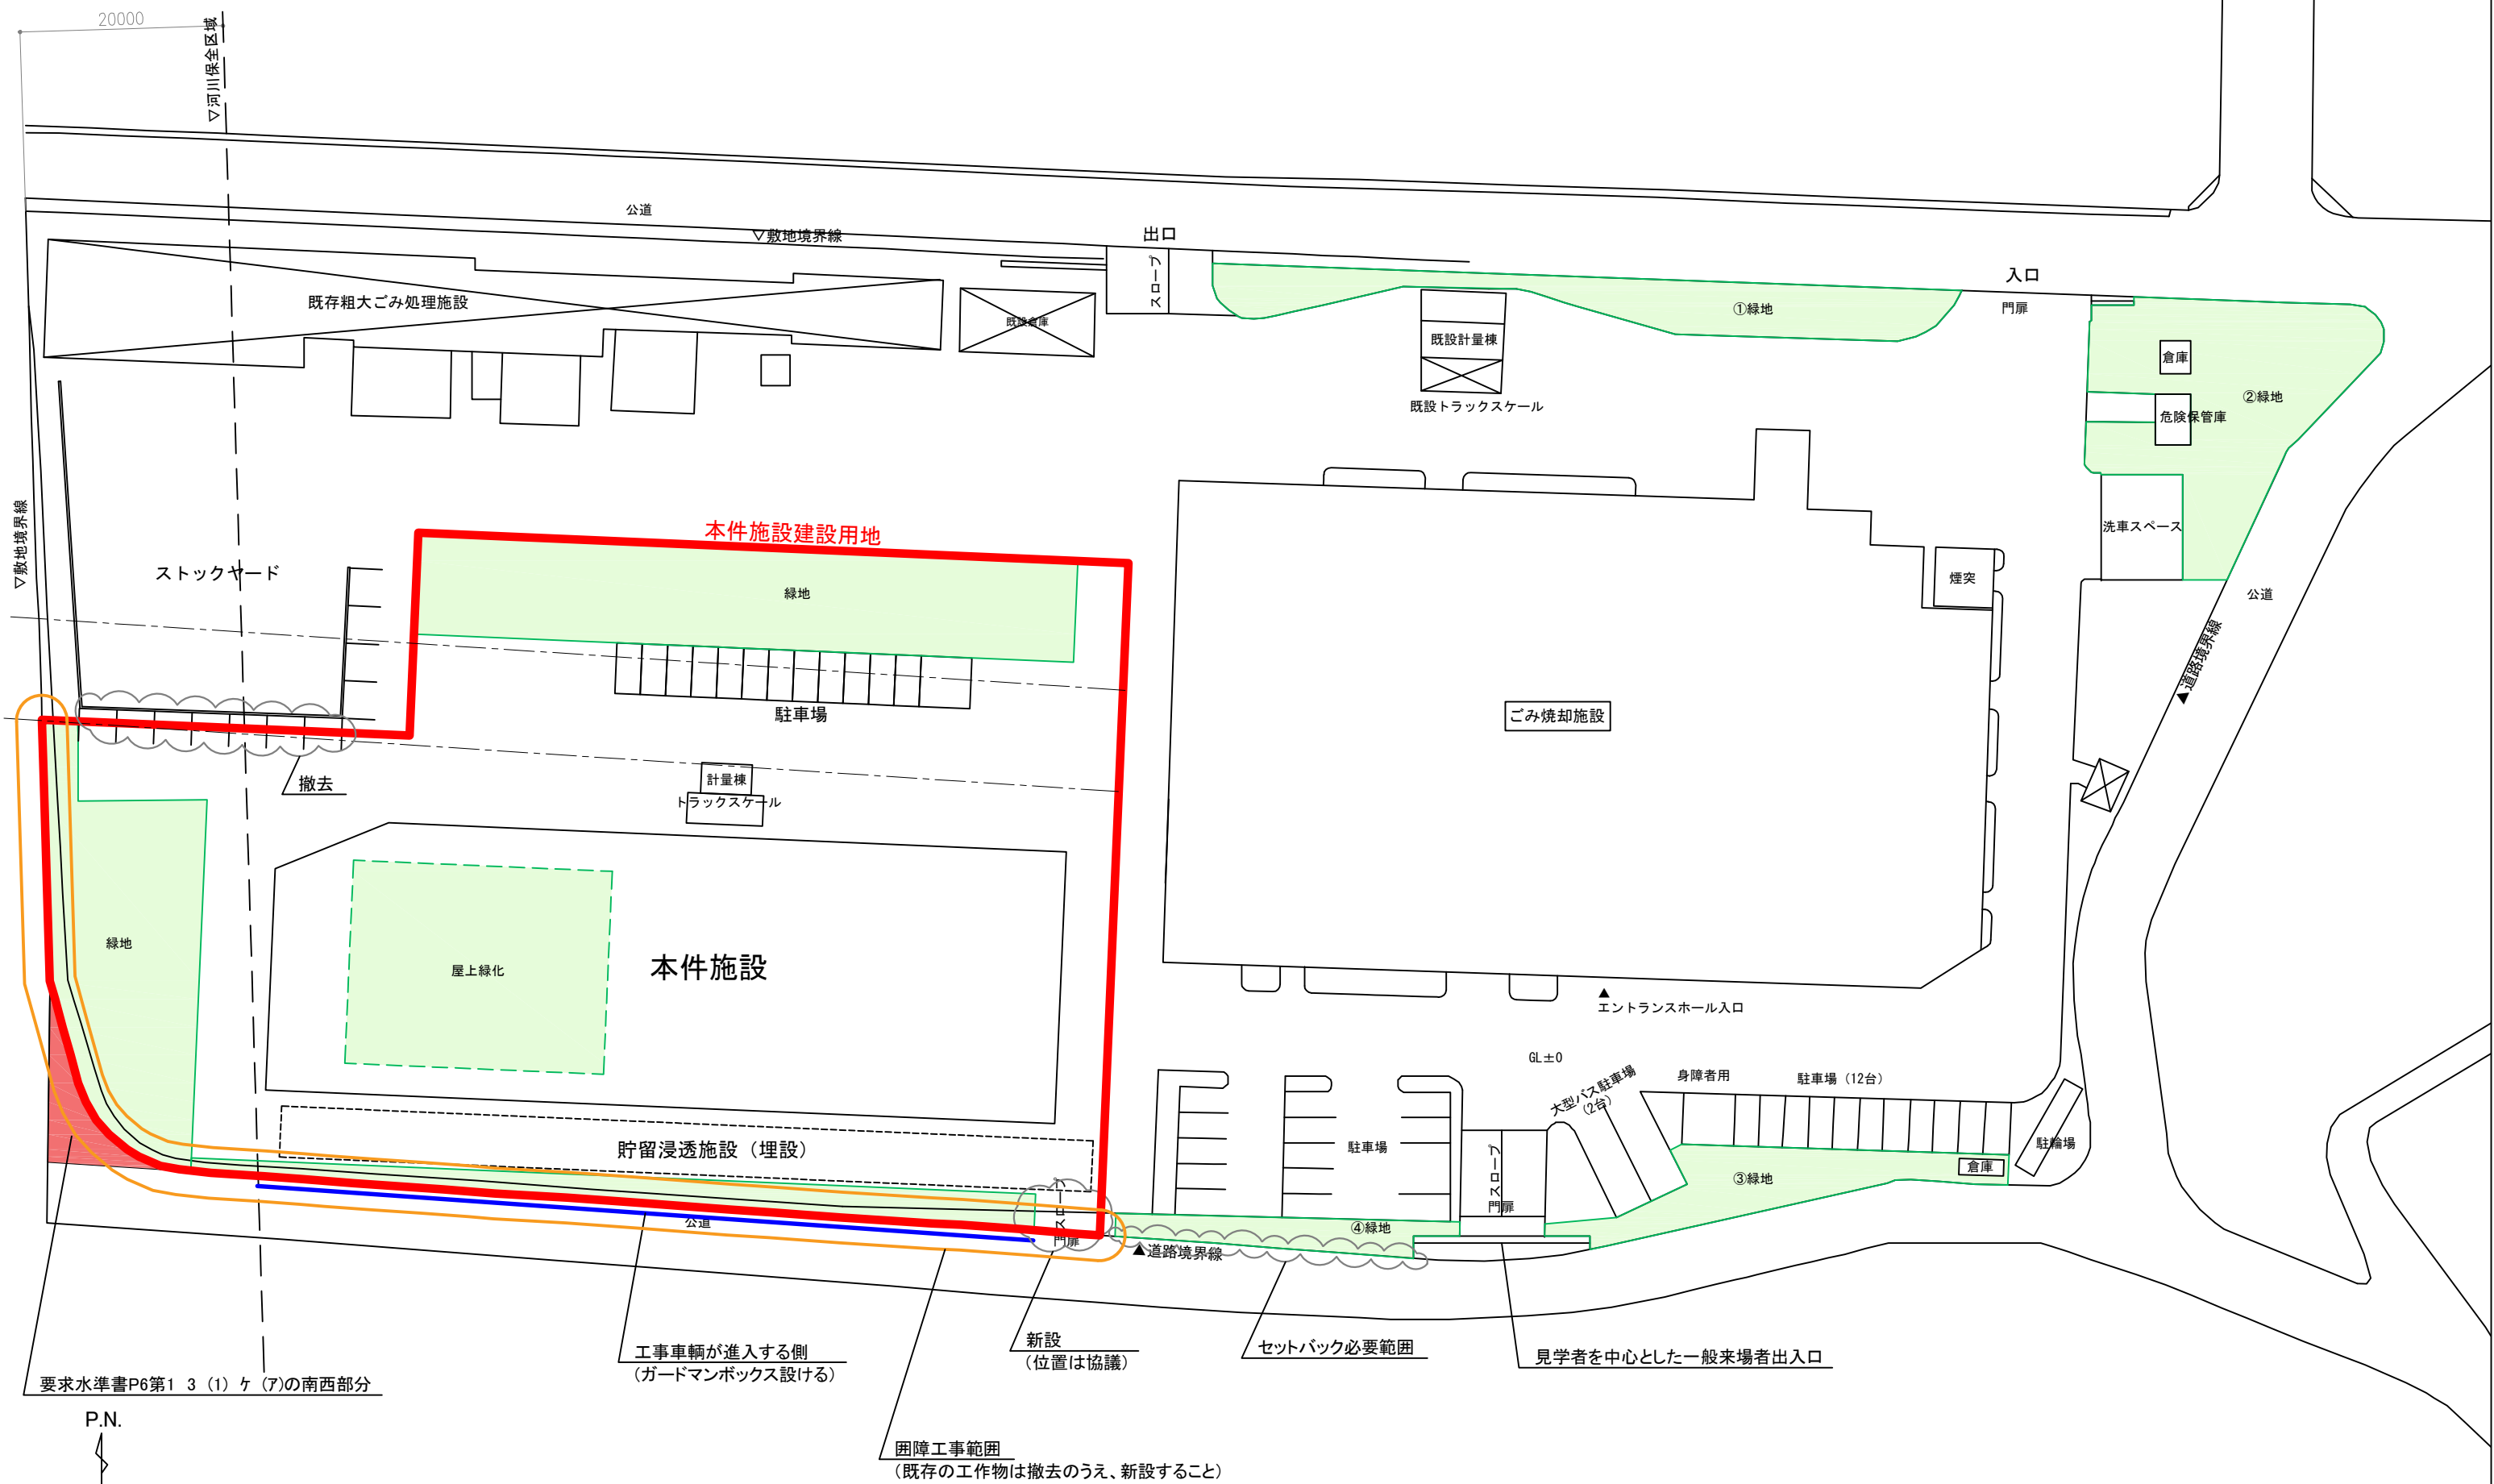 20000
▽河川保全区域
公道
▽敷地境界線
出口
スロープ
入口
門扉
①緑地
既存粗大ごみ処理施設
既設倉庫
既設計量棟
既設トラックスケール
倉庫
②緑地
危険保管庫
洗車スペース
公道
▲道路境界線
煙突
▽敷地境界線
ストックヤード
本件施設建設用地
緑地
駐車場
ごみ焼却施設
撤去
計量棟
トラックスケール
緑地
屋上緑化
本件施設
▲
エントランスホール入口
GL±0
大型バス駐車場
(2台)
身障者用
駐車場（12台）
駐輪場
倉庫
③緑地
駐車場
スロープ
門扉
貯留浸透施設（埋設）
スロープ
門扉
④緑地
公道
▲道路境界線
工事車輌が進入する側
（ガードマンボックス設ける）
新設
（位置は協議）
セットバック必要範囲
見学者を中心とした一般来場者出入口
要求水準書P6第1 3 (1) ケ (ア)の南西部分
P.N.
囲障工事範囲
（既存の工作物は撤去のうえ、新設すること）